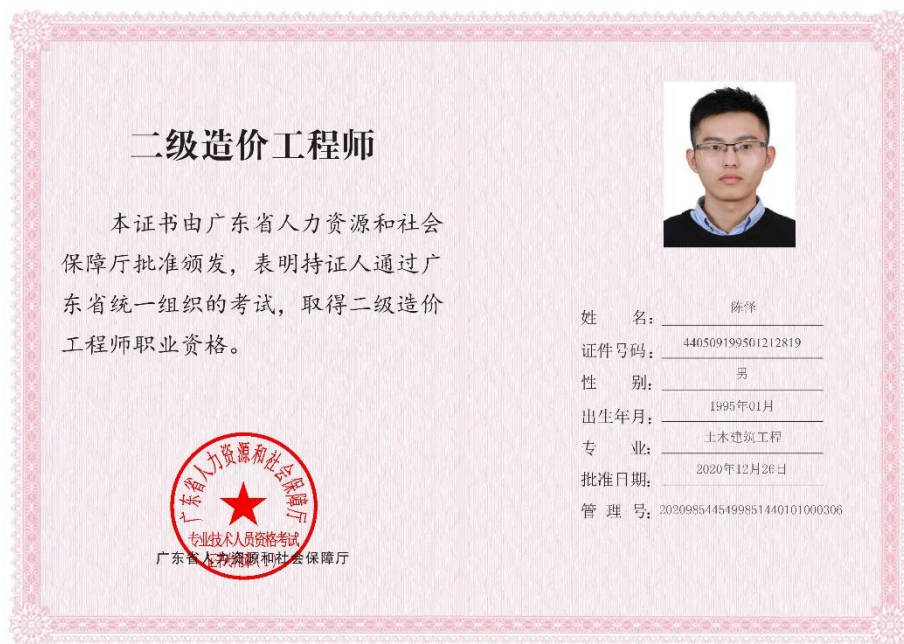 二级造价工程师
本证书由广东省人力资源和社会
保障厅批准颁发，表明持证人通过广
东省统一组织的考试，取得二级造价
工程师职业资格。
姓 名：陈怿
证件号码：440509199501212819
性 别：男
出生年月：1995年01月
专 业：土木建筑工程
批准日期：2020年12月26日
管 理 号：20209854454998514401010003​06
广东省人力资源和社会保障厅
专业技术人员资格考试
广东省人力资源和社会保障厅